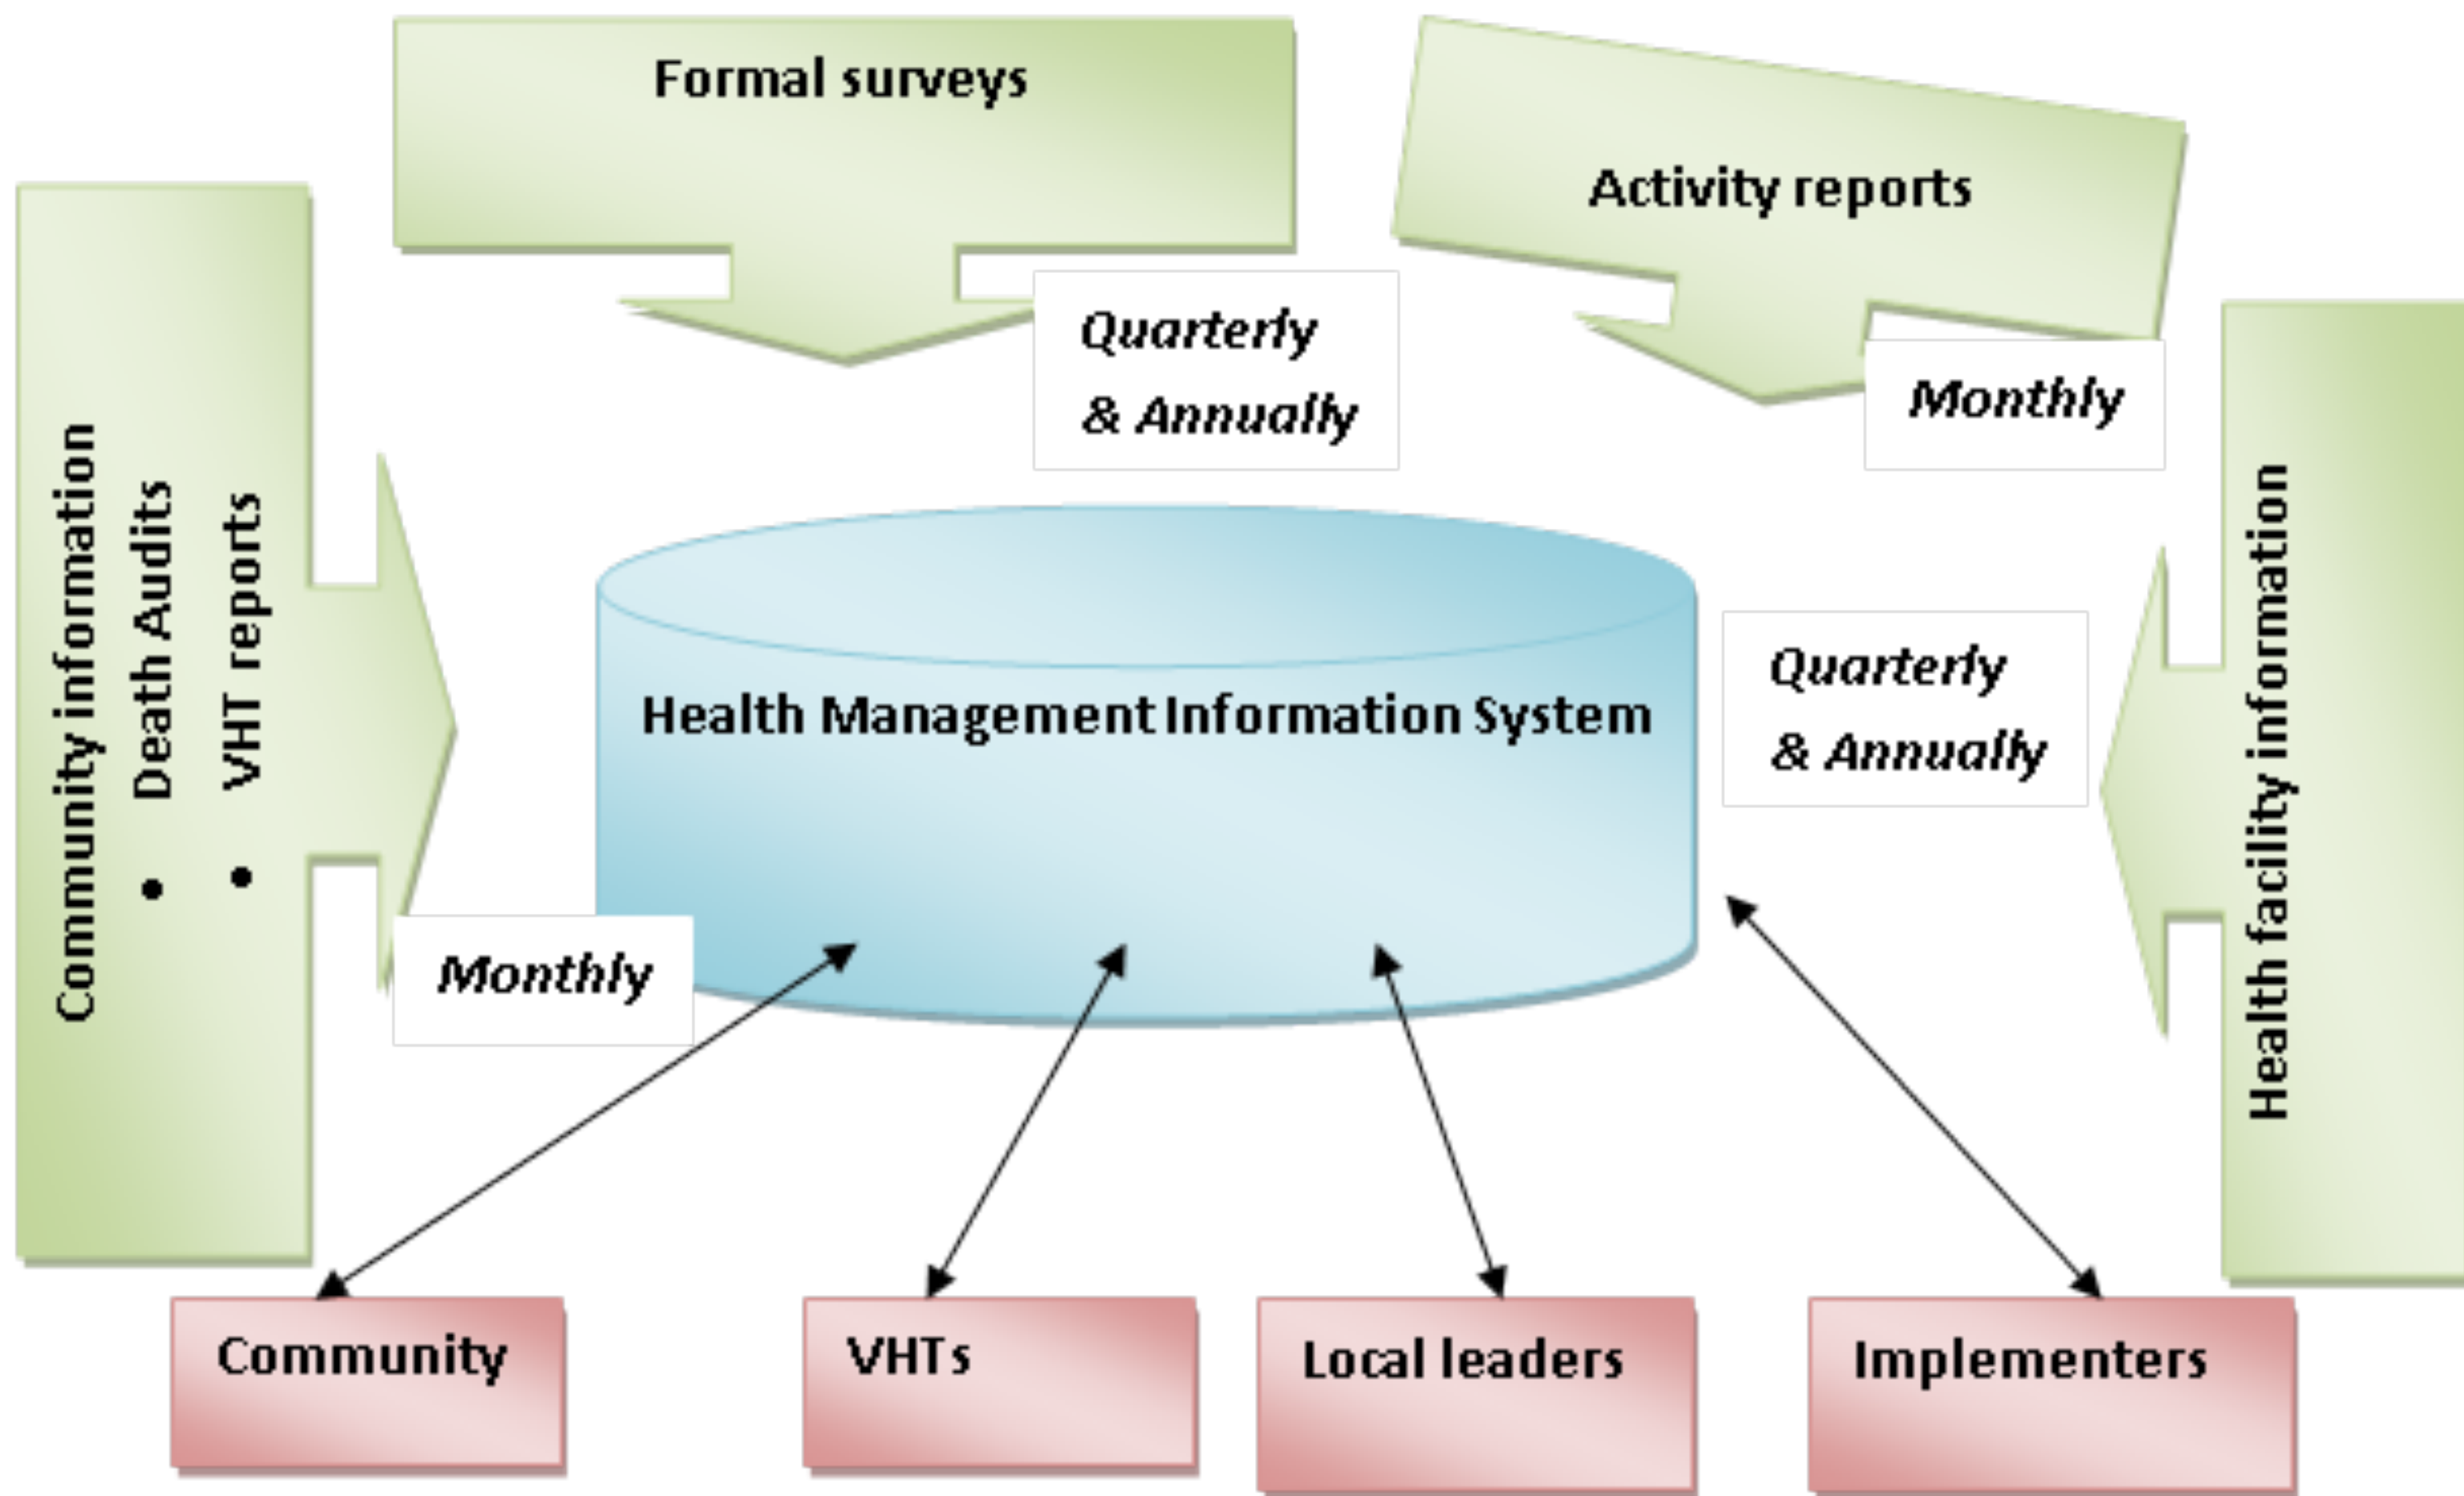 Formal surveys
Activity reports
Quarterly
& Annually
Monthly
Community information
• Death Audits
• VHT reports
Health Management Information System
Quarterly
& Annually
Health facility information
Monthly
Community
VHTs
Local leaders
Implementers